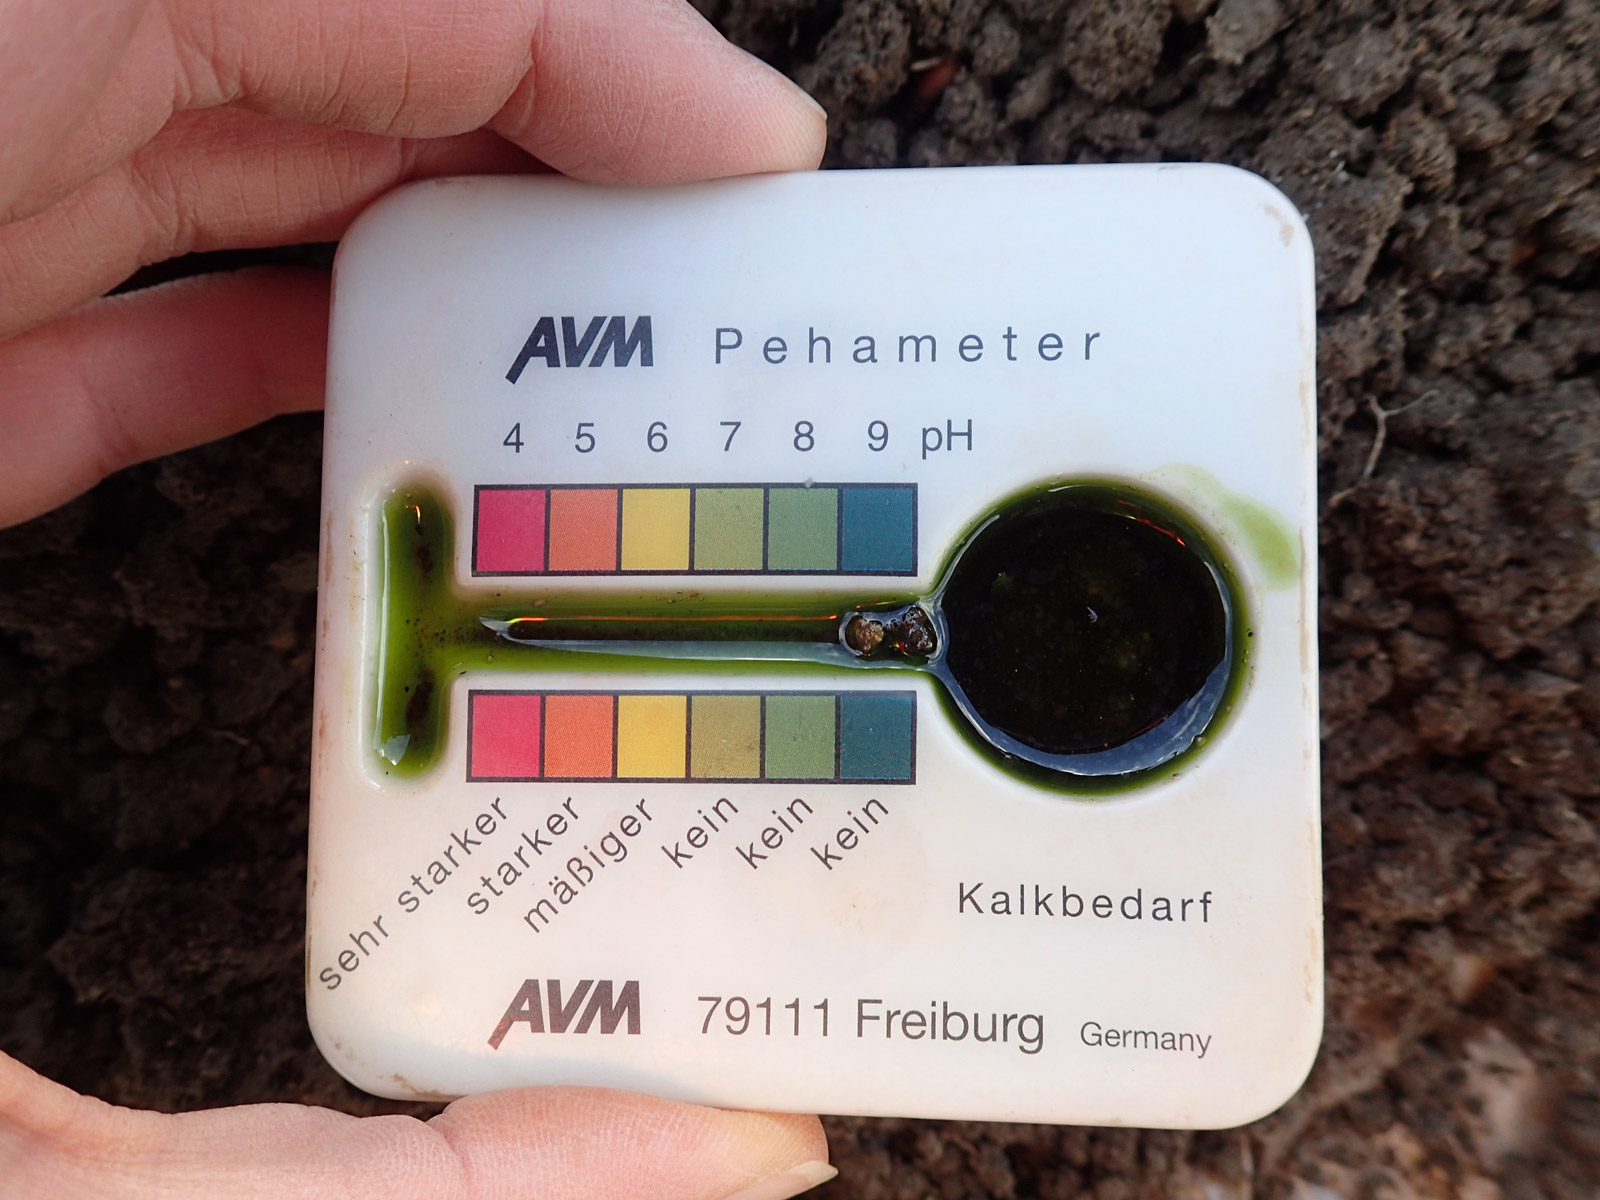 AVM Pehameter
4 5 6 7 8 9 pH
sehr starker
starker
mäßiger
kein
kein
kein
Kalkbedarf
AVM 79111 Freiburg Germany